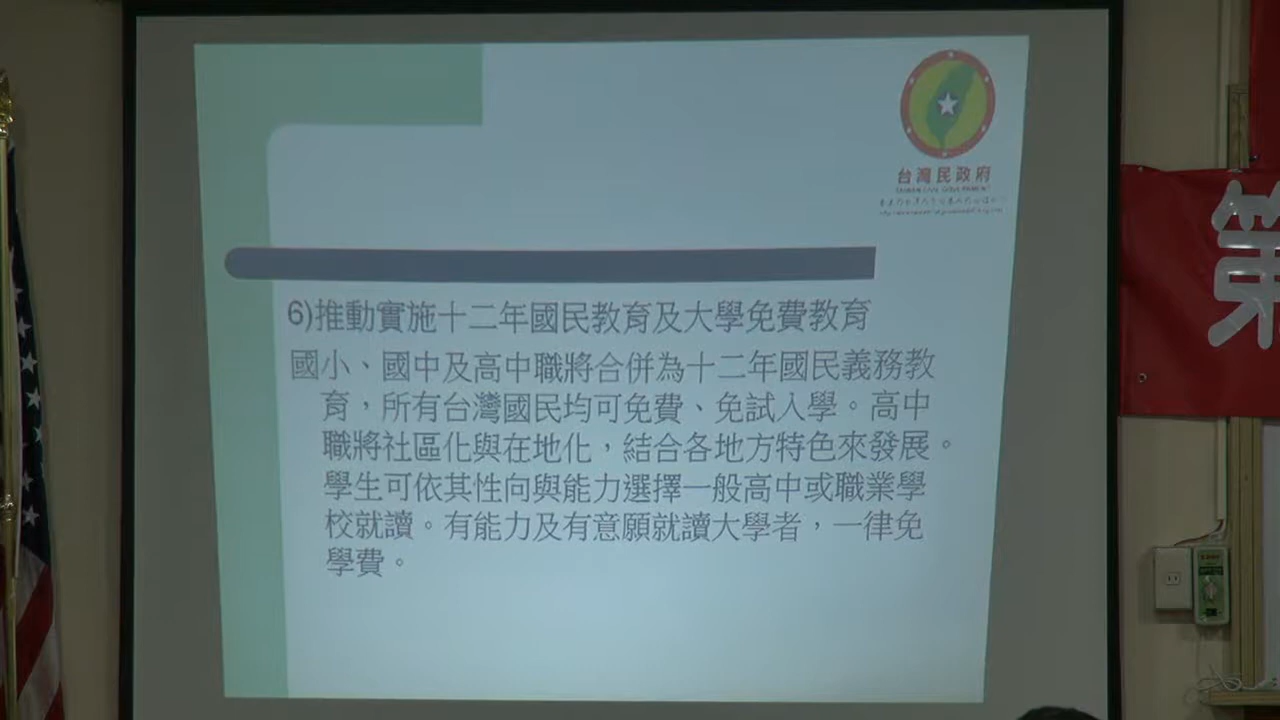 台灣民政府
TAIWAN CIVIL GOVERNMENT
6)推動實施十二年國民教育及大學免費教育
國小、國中及高中職將合併為十二年國民義務教
育，所有台灣國民均可免費、免試入學。高中
職將社區化與在地化，結合各地方特色來發展。
學生可依其性向與能力選擇一般高中或職業學
校就讀。有能力及有意願就讀大學者，一律免
學費。
第